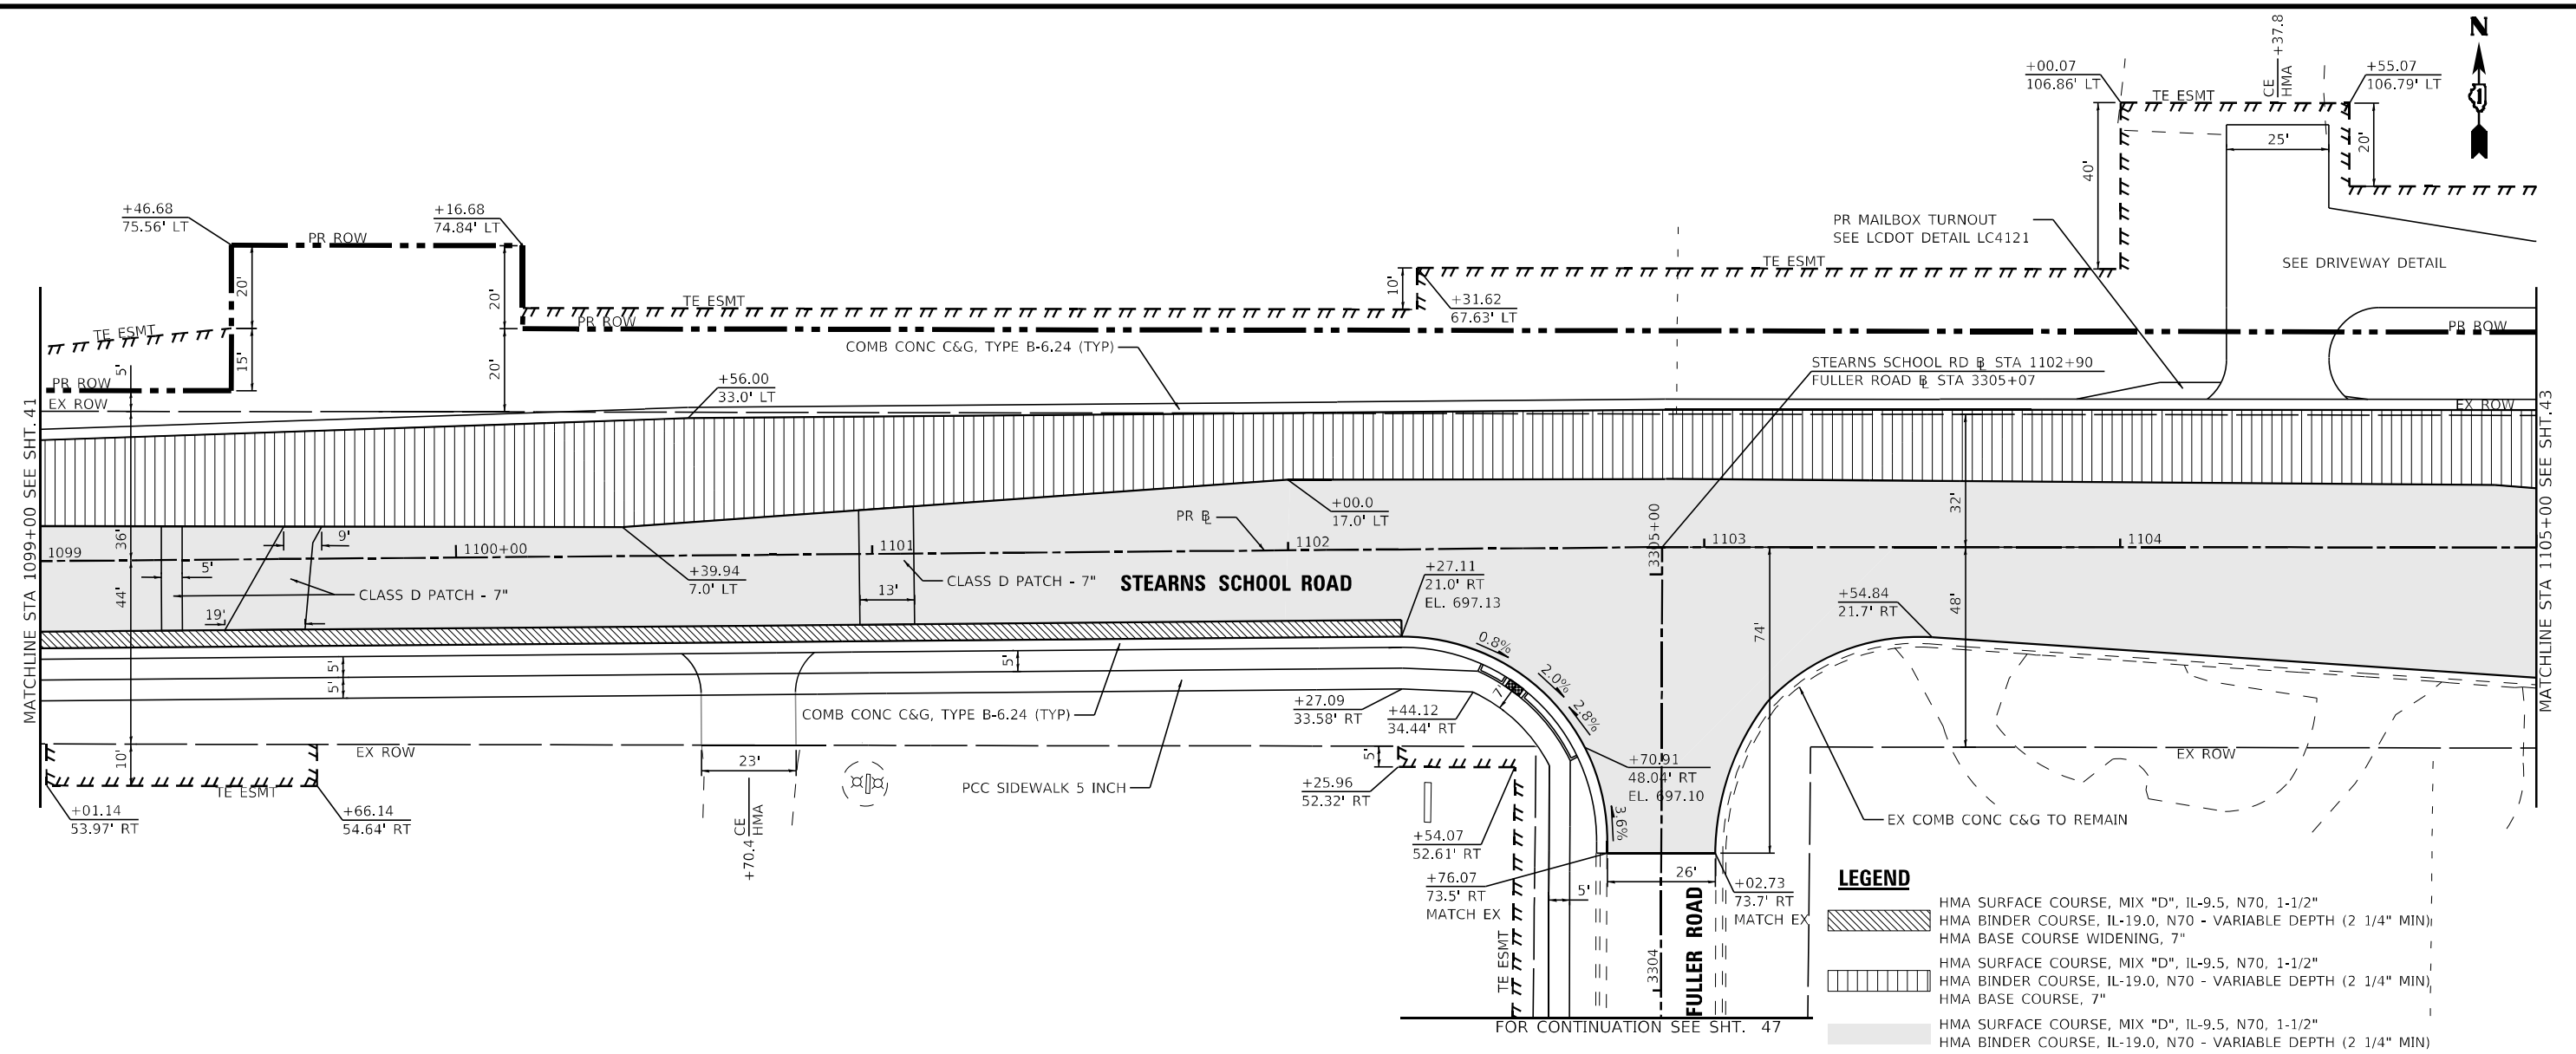 +37.8
CE
HMA
N
+00.07
106.86' LT
TE ESMT
+55.07
106.79' LT
25'
20'
40'
+46.68
75.56' LT
PR ROW
+16.68
74.84' LT
PR MAILBOX TURNOUT
SEE LCDOT DETAIL LC4121
SEE DRIVEWAY DETAIL
20'
20'
TE ESMT
10'
+31.62
67.63' LT
TE ESMT
TE ESMT
PR ROW
PR ROW
15'
5'
20'
COMB CONC C&G, TYPE B-6.24 (TYP)
STEARNS SCHOOL RD BL STA 1102+90
FULLER ROAD BL STA 3305+07
PR ROW
EX ROW
+56.00
33.0' LT
EX ROW
MATCHLINE STA 1099+00 SEE SHT.41
MATCHLINE STA 1105+00 SEE SHT.43
36'
9'
+00.0
17.0' LT
32'
PR BL
3305+00
1099
1100+00
1101
1102
1103
1104
5'
+39.94
7.0' LT
CLASS D PATCH - 7"
STEARNS SCHOOL ROAD
+27.11
21.0' RT
EL. 697.13
13'
CLASS D PATCH - 7"
44'
19'
+54.84
21.7' RT
48'
74'
0.8%
2.0%
2.8%
5'
5'
5'
7'
COMB CONC C&G, TYPE B-6.24 (TYP)
+27.09
33.58' RT
+44.12
34.44' RT
10'
EX ROW
23'
5'
EX ROW
+70.91
48.04' RT
EL. 697.10
PCC SIDEWALK 5 INCH
+25.96
52.32' RT
TE ESMT
+01.14
53.97' RT
+66.14
54.64' RT
CE
HMA
+70.4
3.6%
EX COMB CONC C&G TO REMAIN
+54.07
52.61' RT
+76.07
73.5' RT
MATCH EX
5'
26'
+02.73
73.7' RT
MATCH EX
TE ESMT
3304
FULLER ROAD
FOR CONTINUATION SEE SHT. 47
LEGEND
HMA SURFACE COURSE, MIX "D", IL-9.5, N70, 1-1/2"
HMA BINDER COURSE, IL-19.0, N70 - VARIABLE DEPTH (2 1/4" MIN)
HMA BASE COURSE WIDENING, 7"
HMA SURFACE COURSE, MIX "D", IL-9.5, N70, 1-1/2"
HMA BINDER COURSE, IL-19.0, N70 - VARIABLE DEPTH (2 1/4" MIN)
HMA BASE COURSE, 7"
HMA SURFACE COURSE, MIX "D", IL-9.5, N70, 1-1/2"
HMA BINDER COURSE, IL-19.0, N70 - VARIABLE DEPTH (2 1/4" MIN)